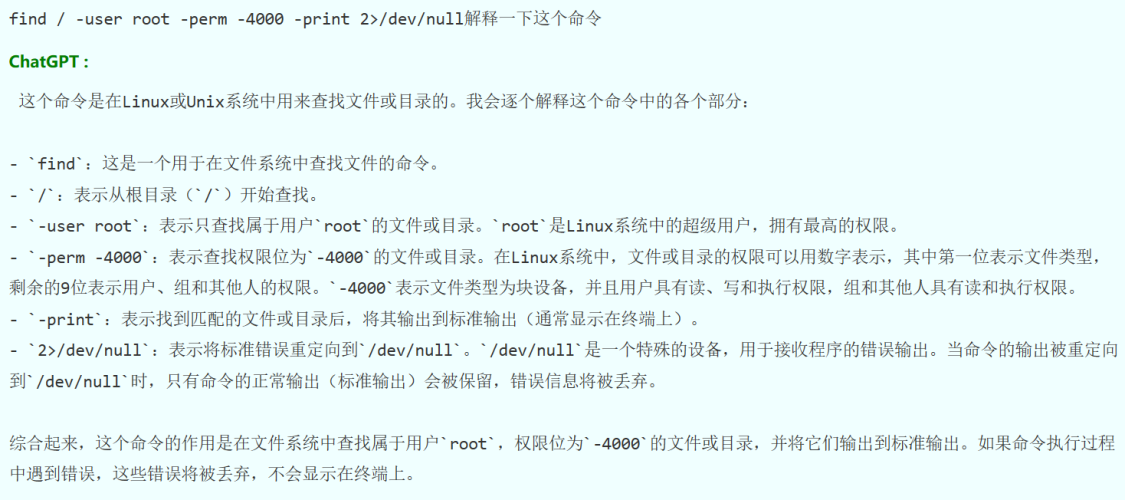 find / -user root -perm -4000 -print 2>/dev/null解释一下这个命令
ChatGPT :
这个命令是在Linux或Unix系统中用来查找文件或目录的。我会逐个解释这个命令中的各个部分:
- `find`: 这是一个用于在文件系统中查找文件的命令。
- `/`: 表示从根目录（`/`）开始查找。
- `-user root`: 表示只查找属于用户`root`的文件或目录。`root`是Linux系统中的超级用户，拥有最高的权限。
- `-perm -4000`: 表示查找权限位为`-4000`的文件或目录。在Linux系统中，文件或目录的权限可以用数字表示，其中第一位表示文件类型，
剩余的9位表示用户、组和其他人的权限。`-4000`表示文件类型为块设备，并且用户具有读、写和执行权限，组和其他人具有读和执行权限。
- `-print`: 表示找到匹配的文件或目录后，将其输出到标准输出（通常显示在终端上）。
- `2>/dev/null`: 表示将标准错误重定向到`/dev/null`。`/dev/null`是一个特殊的设备，用于接收程序的错误输出。当命令的输出被重定向
到`/dev/null`时，只有命令的正常输出（标准输出）会被保留，错误信息将被丢弃。
综合起来，这个命令的作用是在文件系统中查找属于用户`root`，权限位为`-4000`的文件或目录，并将它们输出到标准输出。如果命令执行过程
中遇到错误，这些错误将被丢弃，不会显示在终端上。